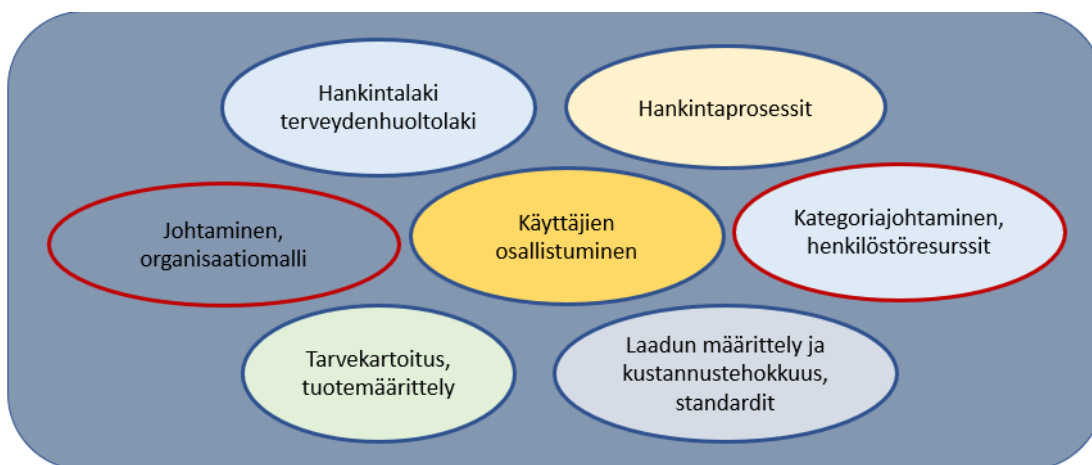 Hankintalaki
terveydenhuoltolaki
Hankintaprosessit
Johtaminen,
organisaatiomalli
Käyttäjien
osallistuminen
Kategoriajohtaminen,
henkilöstöresurssit
Tarvekartoitus,
tuotemäärittely
Laadun määrittely ja
kustannustehokkuus,
standardit